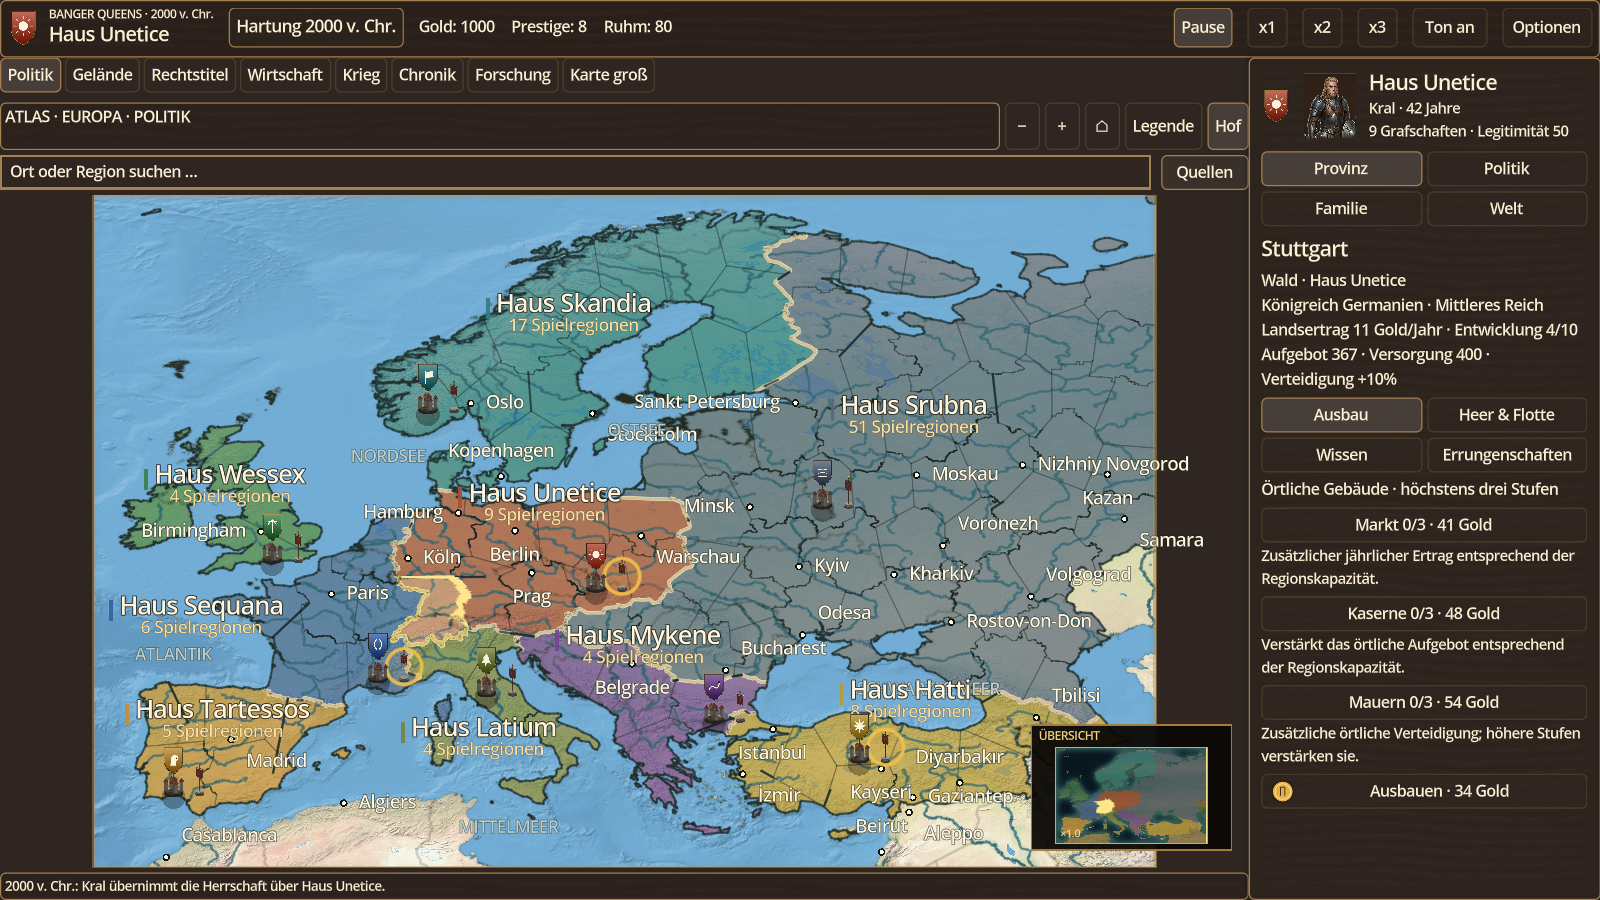 BANGER QUEENS · 2000 v. Chr.
Haus Unetice
Hartung 2000 v. Chr.
Gold: 1000
Prestige: 8
Ruhm: 80
Pause
x1
x2
x3
Ton an
Optionen
Politik
Gelände
Rechtstitel
Wirtschaft
Krieg
Chronik
Forschung
Karte groß
ATLAS · EUROPA · POLITIK
−
+
Legende
Hof
Ort oder Region suchen ...
Quellen
Haus Skandia
17 Spielregionen
Oslo
Sankt Petersburg
OSTSEE
Stockholm
Haus Srubna
51 Spielregionen
NORDSEE
Kopenhagen
Moskau
Nizhniy Novgorod
Kazan
Haus Wessex
4 Spielregionen
Birmingham
Haus Unetice
9 Spielregionen
Hamburg
Minsk
Voronezh
Samara
Köln
Berlin
Warschau
Kyiv
Kharkiv
Volgograd
Paris
Prag
Haus Sequana
6 Spielregionen
Odesa
Rostov-on-Don
ATLANTIK
Haus Mykene
4 Spielregionen
Bucharest
Belgrade
Haus Hatti
8 Spielregionen
Tbilisi
Haus Tartessos
5 Spielregionen
Madrid
Haus Latium
4 Spielregionen
Istanbul
Diyarbakır
İzmir
Kayseri
Gaziantep
Algiers
MITTELMEER
Beirut
Aleppo
Casablanca
ÜBERSICHT
x1.0
2000 v. Chr.: Kral übernimmt die Herrschaft über Haus Unetice.
Haus Unetice
Kral · 42 Jahre
9 Grafschaften · Legitimität 50
Provinz
Politik
Familie
Welt
Stuttgart
Wald · Haus Unetice
Königreich Germanien · Mittleres Reich
Landsertrag 11 Gold/Jahr · Entwicklung 4/10
Aufgebot 367 · Versorgung 400 ·
Verteidigung +10%
Ausbau
Heer & Flotte
Wissen
Errungenschaften
Örtliche Gebäude · höchstens drei Stufen
Markt 0/3 · 41 Gold
Zusätzlicher jährlicher Ertrag entsprechend der
Regionskapazität.
Kaserne 0/3 · 48 Gold
Verstärkt das örtliche Aufgebot entsprechend
der Regionskapazität.
Mauern 0/3 · 54 Gold
Zusätzliche örtliche Verteidigung; höhere Stufen
verstärken sie.
Ausbauen · 34 Gold